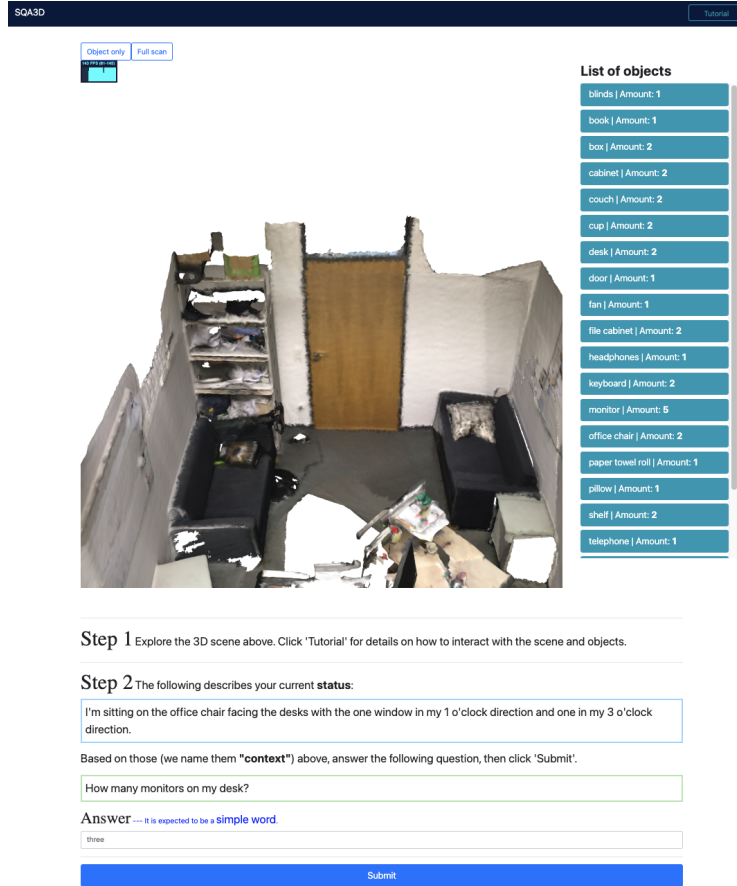 SQA3D
Tutorial
Object only
Full scan
143 FPS (61-145)
List of objects
blinds | Amount: 1
book | Amount: 1
box | Amount: 2
cabinet | Amount: 2
couch | Amount: 2
cup | Amount: 2
desk | Amount: 2
door | Amount: 1
fan | Amount: 1
file cabinet | Amount: 2
headphones | Amount: 1
keyboard | Amount: 2
monitor | Amount: 5
office chair | Amount: 2
paper towel roll | Amount: 1
pillow | Amount: 1
shelf | Amount: 2
telephone | Amount: 1
Step 1 Explore the 3D scene above. Click 'Tutorial' for details on how to interact with the scene and objects.
Step 2 The following describes your current status:
I'm sitting on the office chair facing the desks with the one window in my 1 o'clock direction and one in my 3 o'clock
direction.
Based on those (we name them "context") above, answer the following question, then click 'Submit'.
How many monitors on my desk?
Answer --- It is expected to be a simple word.
three
Submit